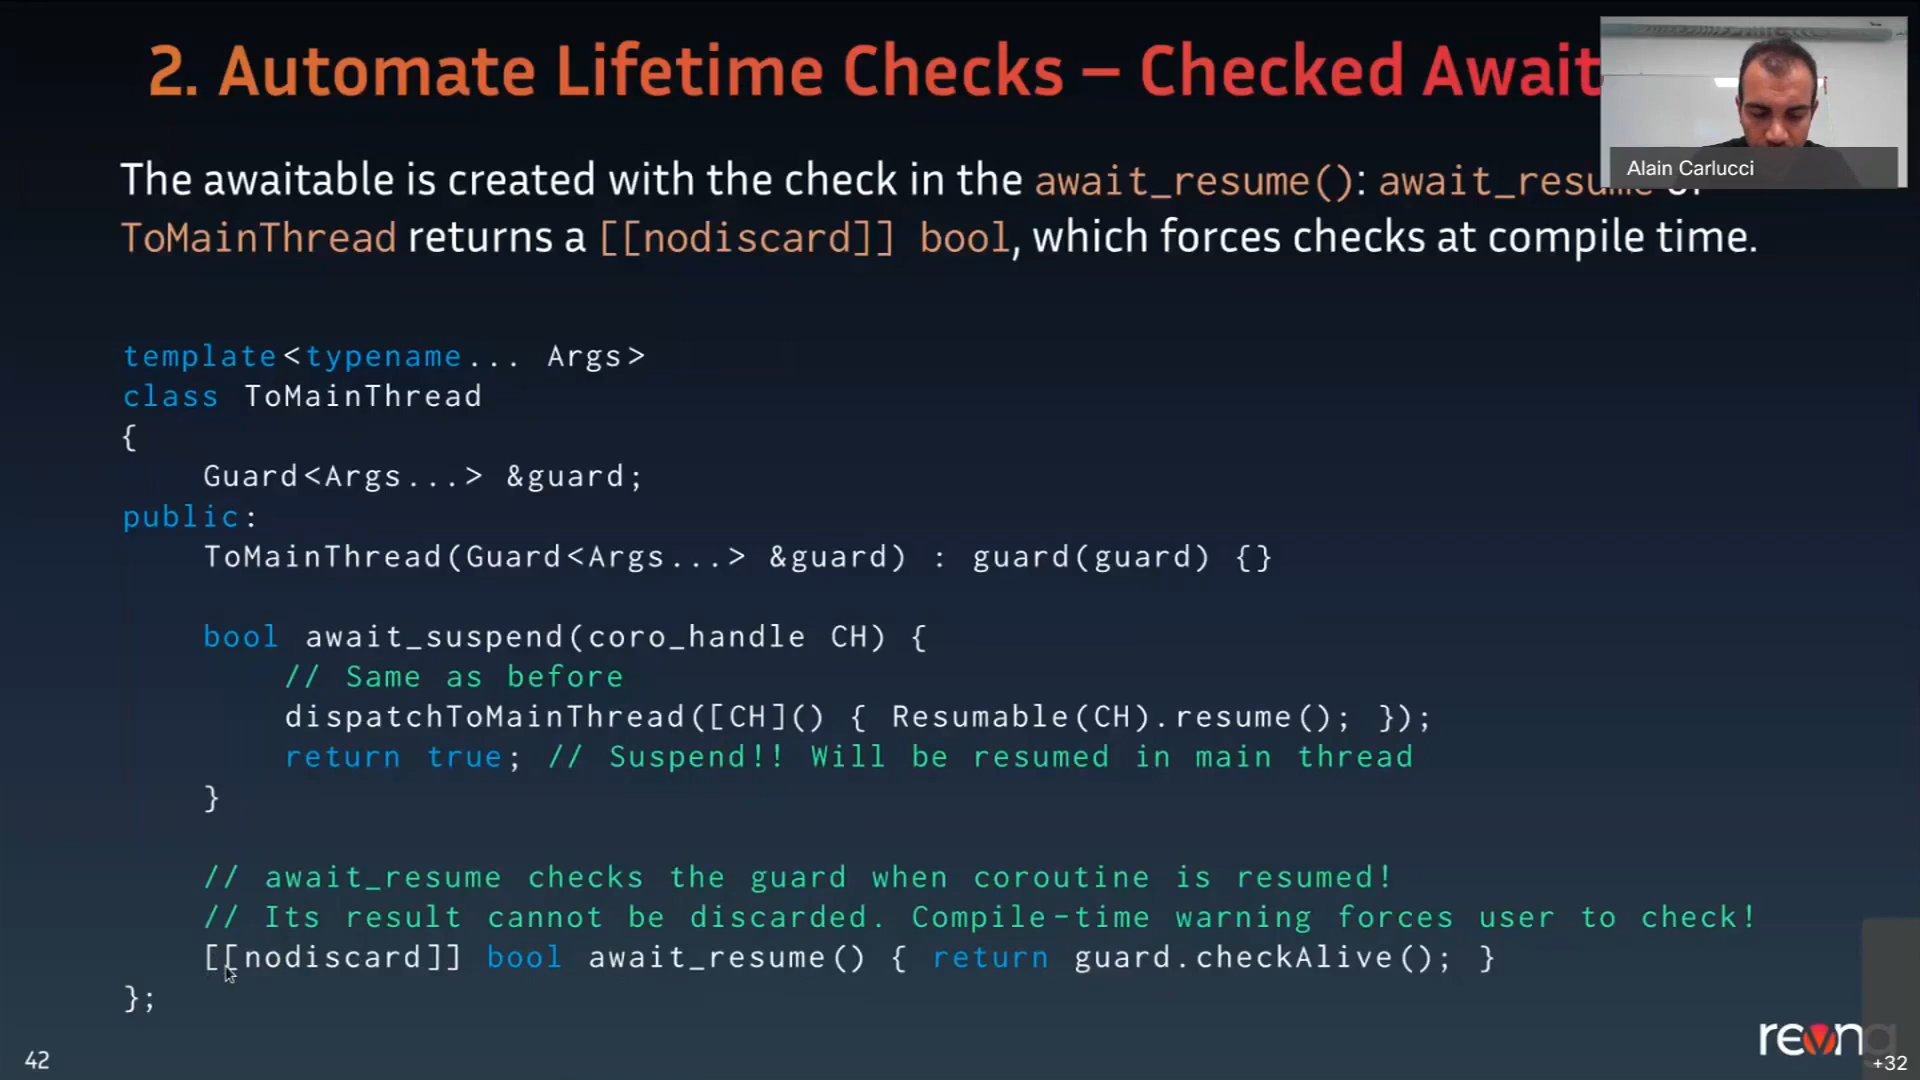 2. Automate Lifetime Checks – Checked Await
Alain Carlucci
The awaitable is created with the check in the await_resume(): await_resume of
ToMainThread returns a [[nodiscard]] bool, which forces checks at compile time.
template<typename... Args>
class ToMainThread
{
Guard<Args...> &guard;
public:
ToMainThread(Guard<Args...> &guard) : guard(guard) {}
bool await_suspend(coro_handle CH) {
// Same as before
dispatchToMainThread([CH]() { Resumable(CH).resume(); });
return true; // Suspend!! Will be resumed in main thread
}
// await_resume checks the guard when coroutine is resumed!
// Its result cannot be discarded. Compile-time warning forces user to check!
[[nodiscard]] bool await_resume() { return guard.checkAlive(); }
};
revng
42
+32